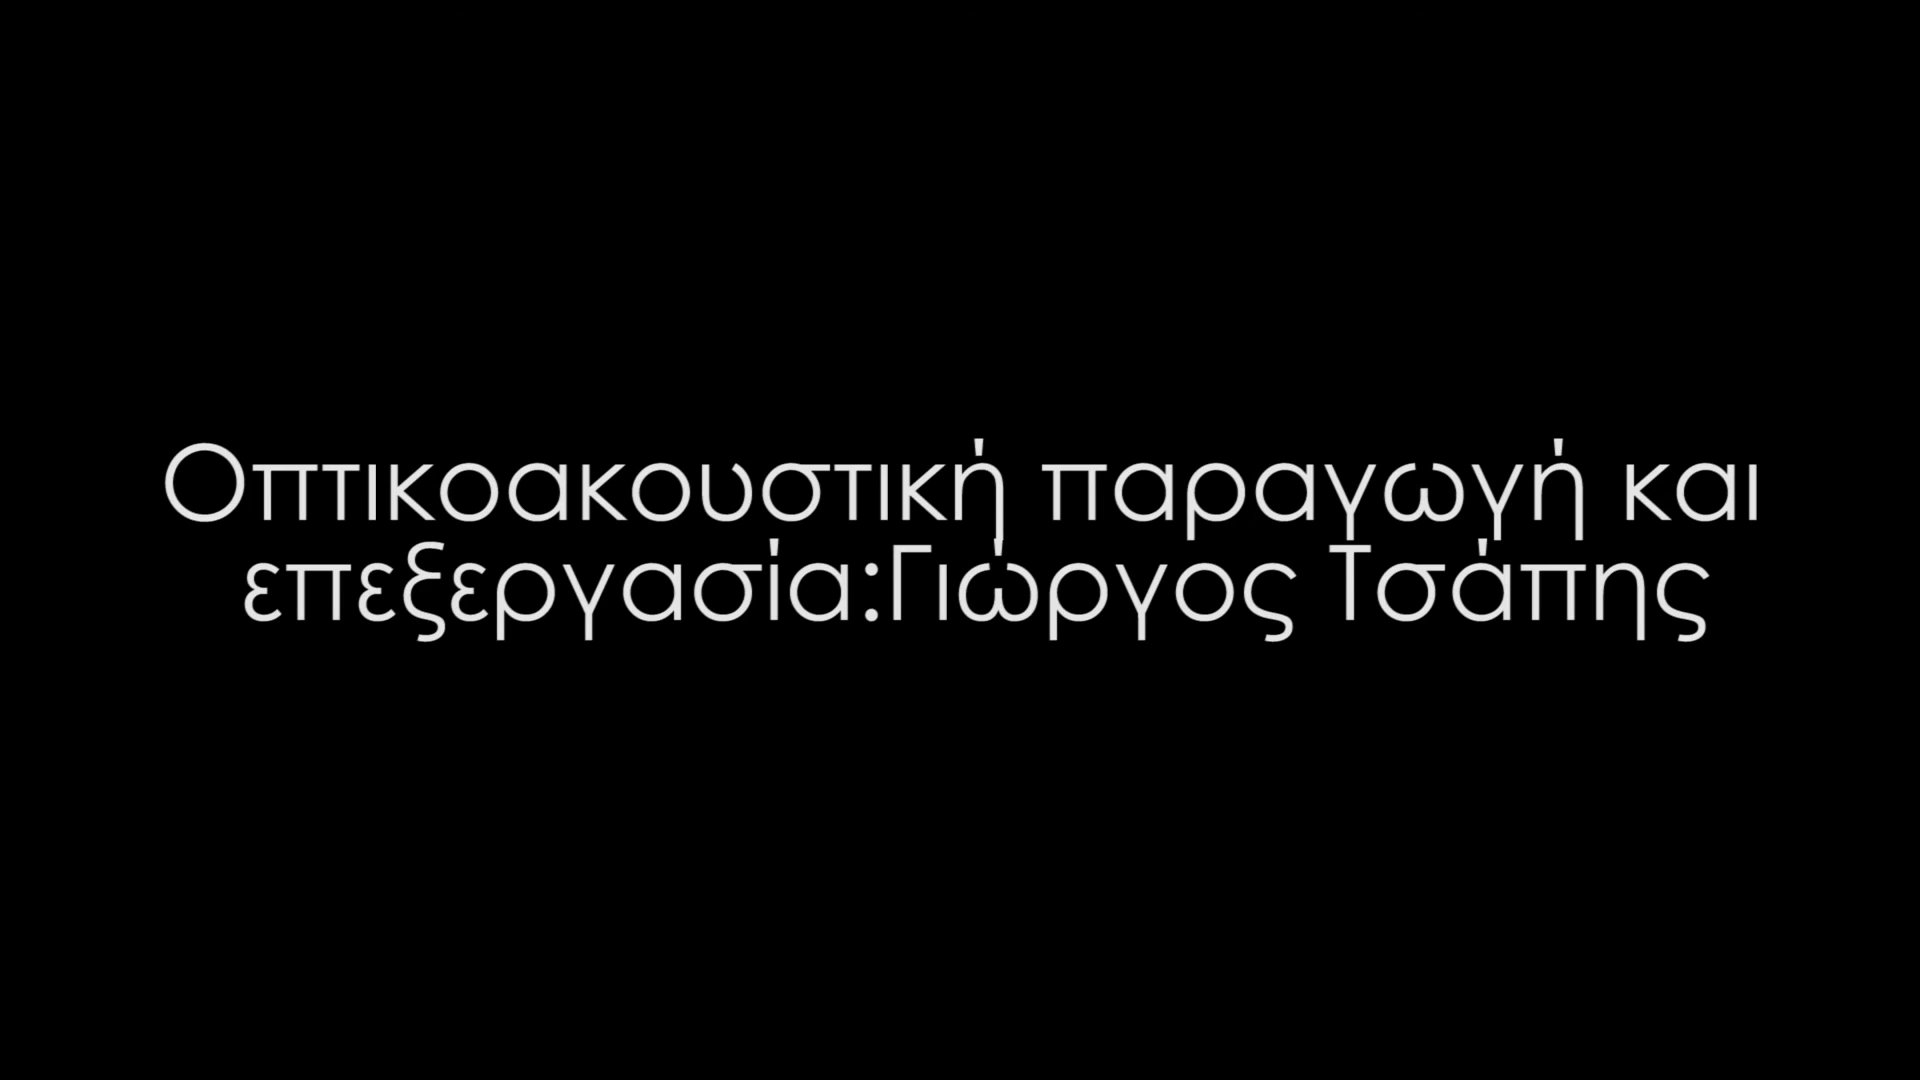 Οπτικοακουστική παραγωγή και
επεξεργασία:Γιώργος Τσάπης